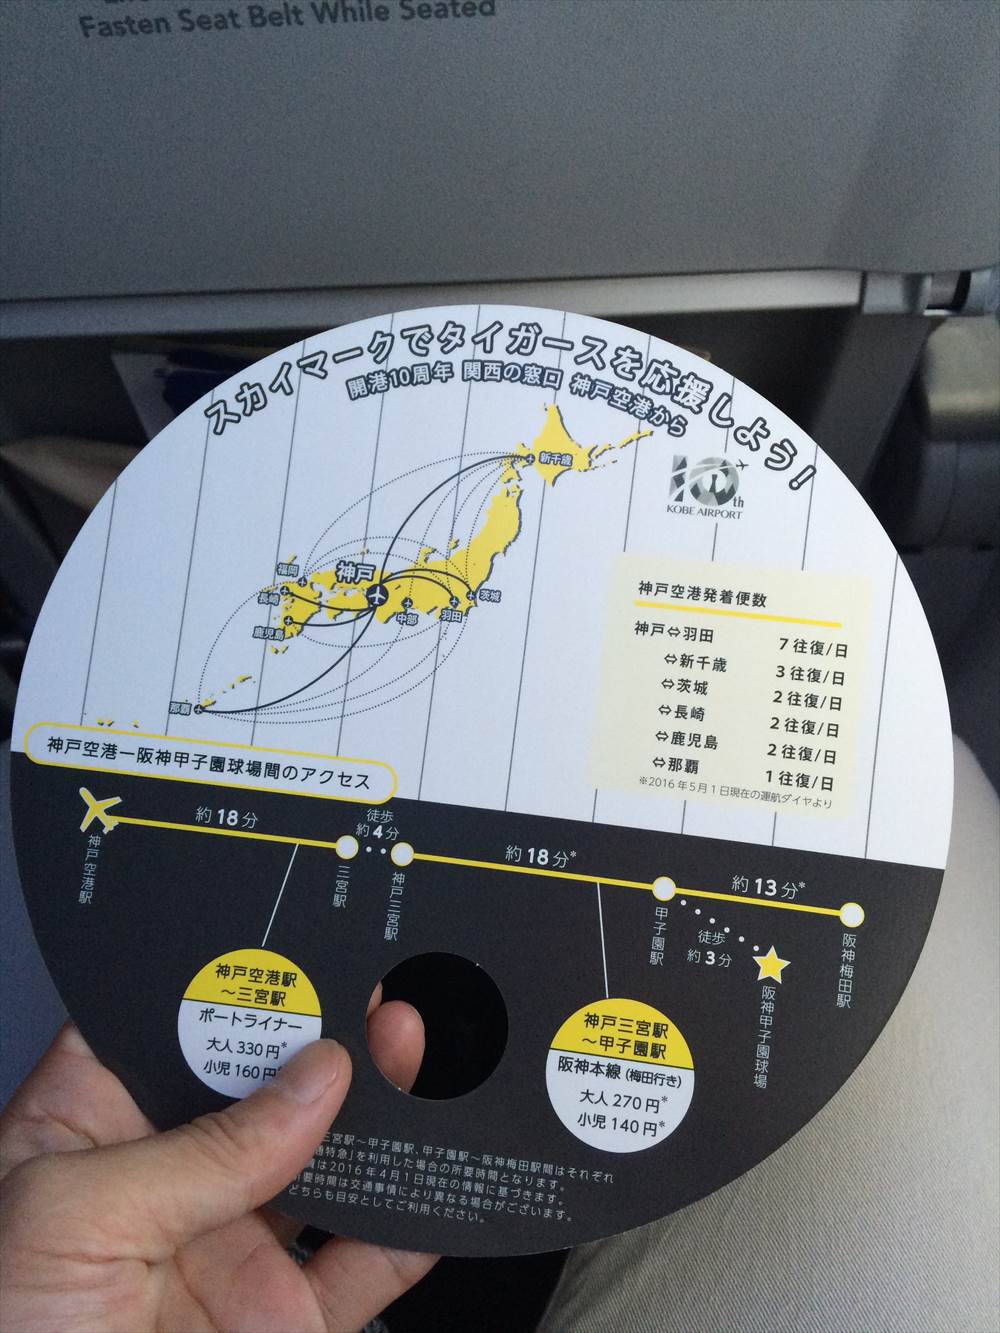 Fasten Seat Belt While Seated
スカイマークでタイガースを応援しよう!
開港10周年 関西の窓口 神戸空港から
10th
KOBE AIRPORT
新千歳
福岡
神戸
長崎
茨城
中部
羽田
鹿児島
那覇
神戸空港発着便数
神戸⇔羽田 7往復/日
⇔新千歳 3往復/日
⇔茨城 2往復/日
⇔長崎 2往復/日
⇔鹿児島 2往復/日
⇔那覇 1往復/日
※2016年5月1日現在の運航ダイヤより
神戸空港ー阪神甲子園球場間のアクセス
約18分
徒歩
約4分
約18分*
約13分*
神戸空港駅
三宮駅
神戸三宮駅
甲子園駅
徒歩
約3分
阪神梅田駅
阪神甲子園球場
神戸空港駅
～三宮駅
ポートライナー
大人330円*
小児160円
神戸三宮駅
～甲子園駅
阪神本線(梅田行き)
大人270円*
小児140円*
三宮駅～甲子園駅、甲子園駅～阪神梅田駅間はそれぞれ
通特急」を利用した場合の所要時間となります。
は2016年4月1日現在の情報に基づきます。
所要時間は交通事情により異なる場合がございます。
どちらも目安としてご利用ください。